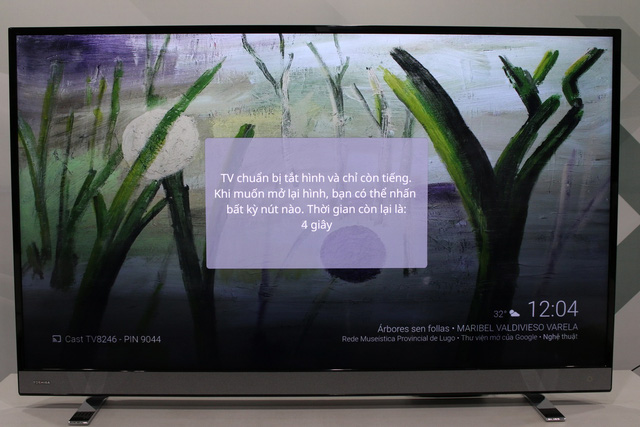 TV chuẩn bị tắt hình và chỉ còn tiếng.
Khi muốn mở lại hình, bạn có thể nhấn
bất kỳ nút nào. Thời gian còn lại là:
4 giây
32° 12:04
Árbores sen follas • MARIBEL VALDIVIESO VARELA
Cast TV8246 - PIN 9044
Rede Museística Provincial de Lugo • Thư viện mở của Google • Nghệ thuật
TOSHIBA